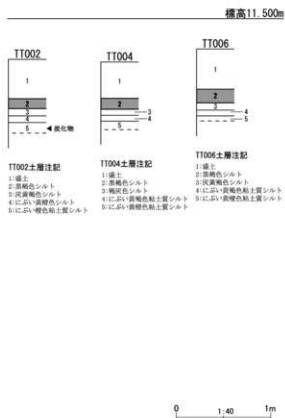 標高11.500m
TT002
1
2
3
4
5
炭化物
TT002土層注記
1:盛土
2:黒褐色シルト
3:灰黄褐色シルト
4:にぶい黄橙色シルト
5:にぶい橙色粘土質シルト
TT004
1
2
3
4
5
TT004土層注記
1:盛土
2:黒褐色シルト
3:褐灰色シルト
4:にぶい黄褐色粘土質シルト
5:にぶい黄橙色粘土質シルト
TT006
1
2
3
4
5
TT006土層注記
1:盛土
2:黒褐色シルト
3:灰黄褐色シルト
4:にぶい黄褐色粘土質シルト
5:にぶい黄橙色粘土質シルト
0
1:40
1m